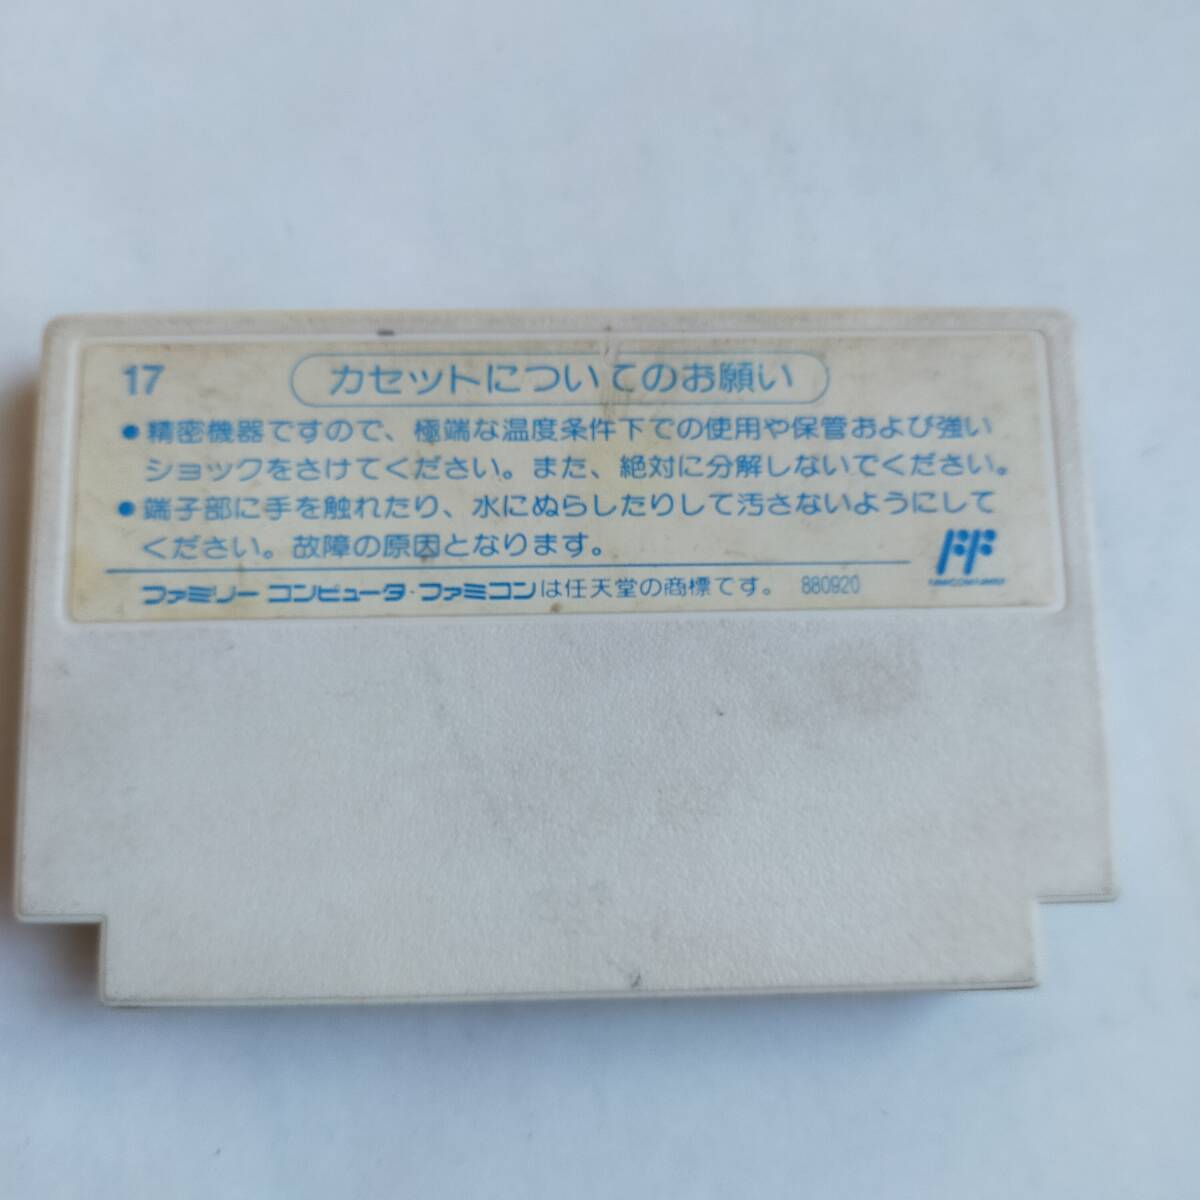 17
カセットについてのお願い
●精密機器ですので、極端な温度条件下での使用や保管および強い
ショックをさけてください。また、絶対に分解しないでください。
●端子部に手を触れたり、水にぬらしたりして汚さないようにして
ください。故障の原因となります。
ファミリーコンピュータ・ファミコンは任天堂の商標です。 880920
FF